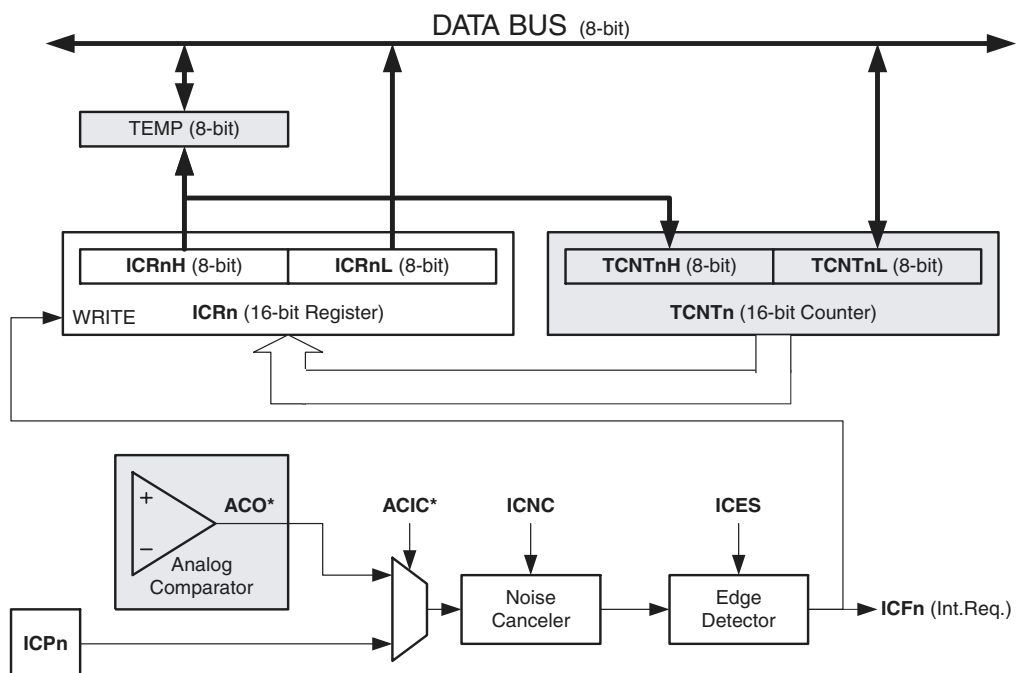 DATA BUS (8-bit)
TEMP (8-bit)
ICRnH (8-bit) ICRnL (8-bit) TCNTnH (8-bit) TCNTnL (8-bit)
WRITE ICRn (16-bit Register) TCNTn (16-bit Counter)
+
ACO* ACIC* ICNC ICES
−
Analog
Comparator
Noise
Canceler
Edge
Detector
ICFn (Int.Req.)
ICPn